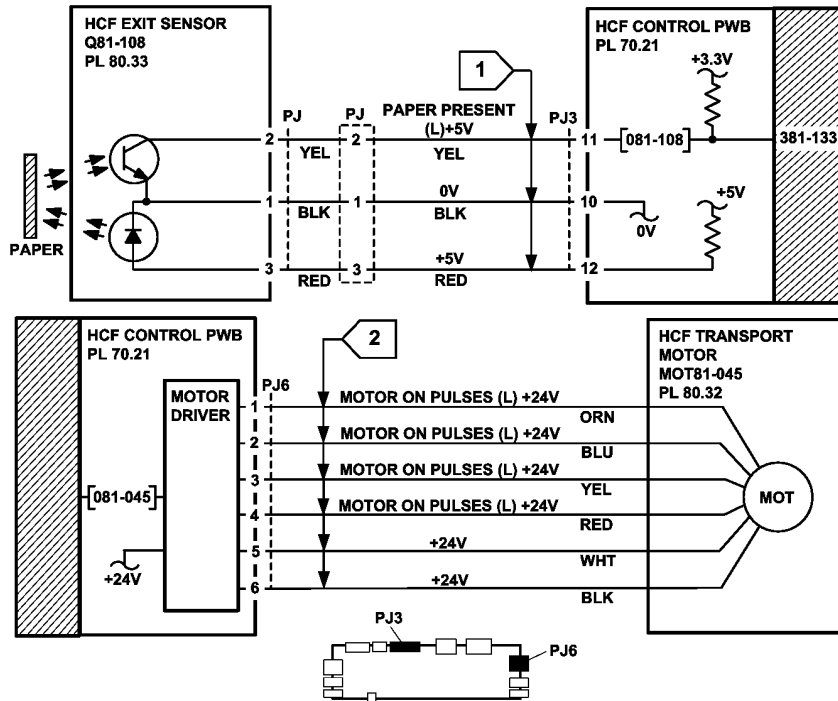 HCF EXIT SENSOR
Q81-108
PL 80.33
HCF CONTROL PWB
PL 70.21
+3.3V
1
PJ
PJ
PAPER PRESENT
PJ3
(L)+5V
2
YEL
2
YEL
11
[081-108]
381-133
0V
+5V
1
BLK
1
BLK
10
0V
PAPER
+5V
3
RED
3
RED
12
HCF CONTROL PWB
PL 70.21
2
HCF TRANSPORT
MOTOR
MOT81-045
PL 80.32
MOTOR
DRIVER
PJ6
1
MOTOR ON PULSES (L) +24V
ORN
2
MOTOR ON PULSES (L) +24V
BLU
3
MOTOR ON PULSES (L) +24V
YEL
[081-045]
MOT
4
MOTOR ON PULSES (L) +24V
RED
5
+24V
WHT
+24V
6
+24V
BLK
PJ3
PJ6